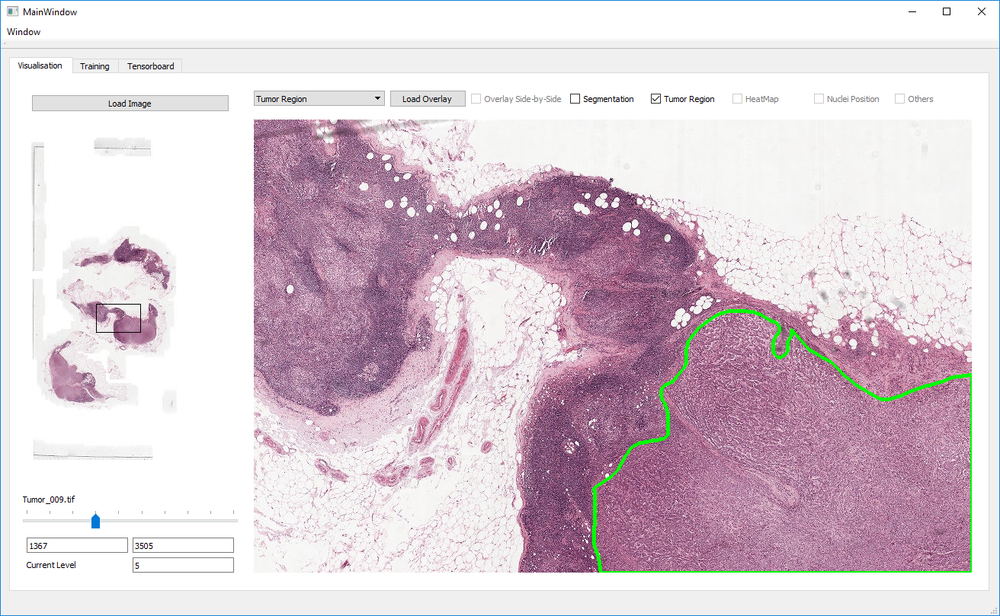 MainWindow
Window
Visualisation Training Tensorboard
Load Image Tumor Region Load Overlay Overlay Side-by-Side Segmentation Tumor Region HeatMap Nuclei Position Others
Tumor_009.tif
1367 3505
Current Level 5